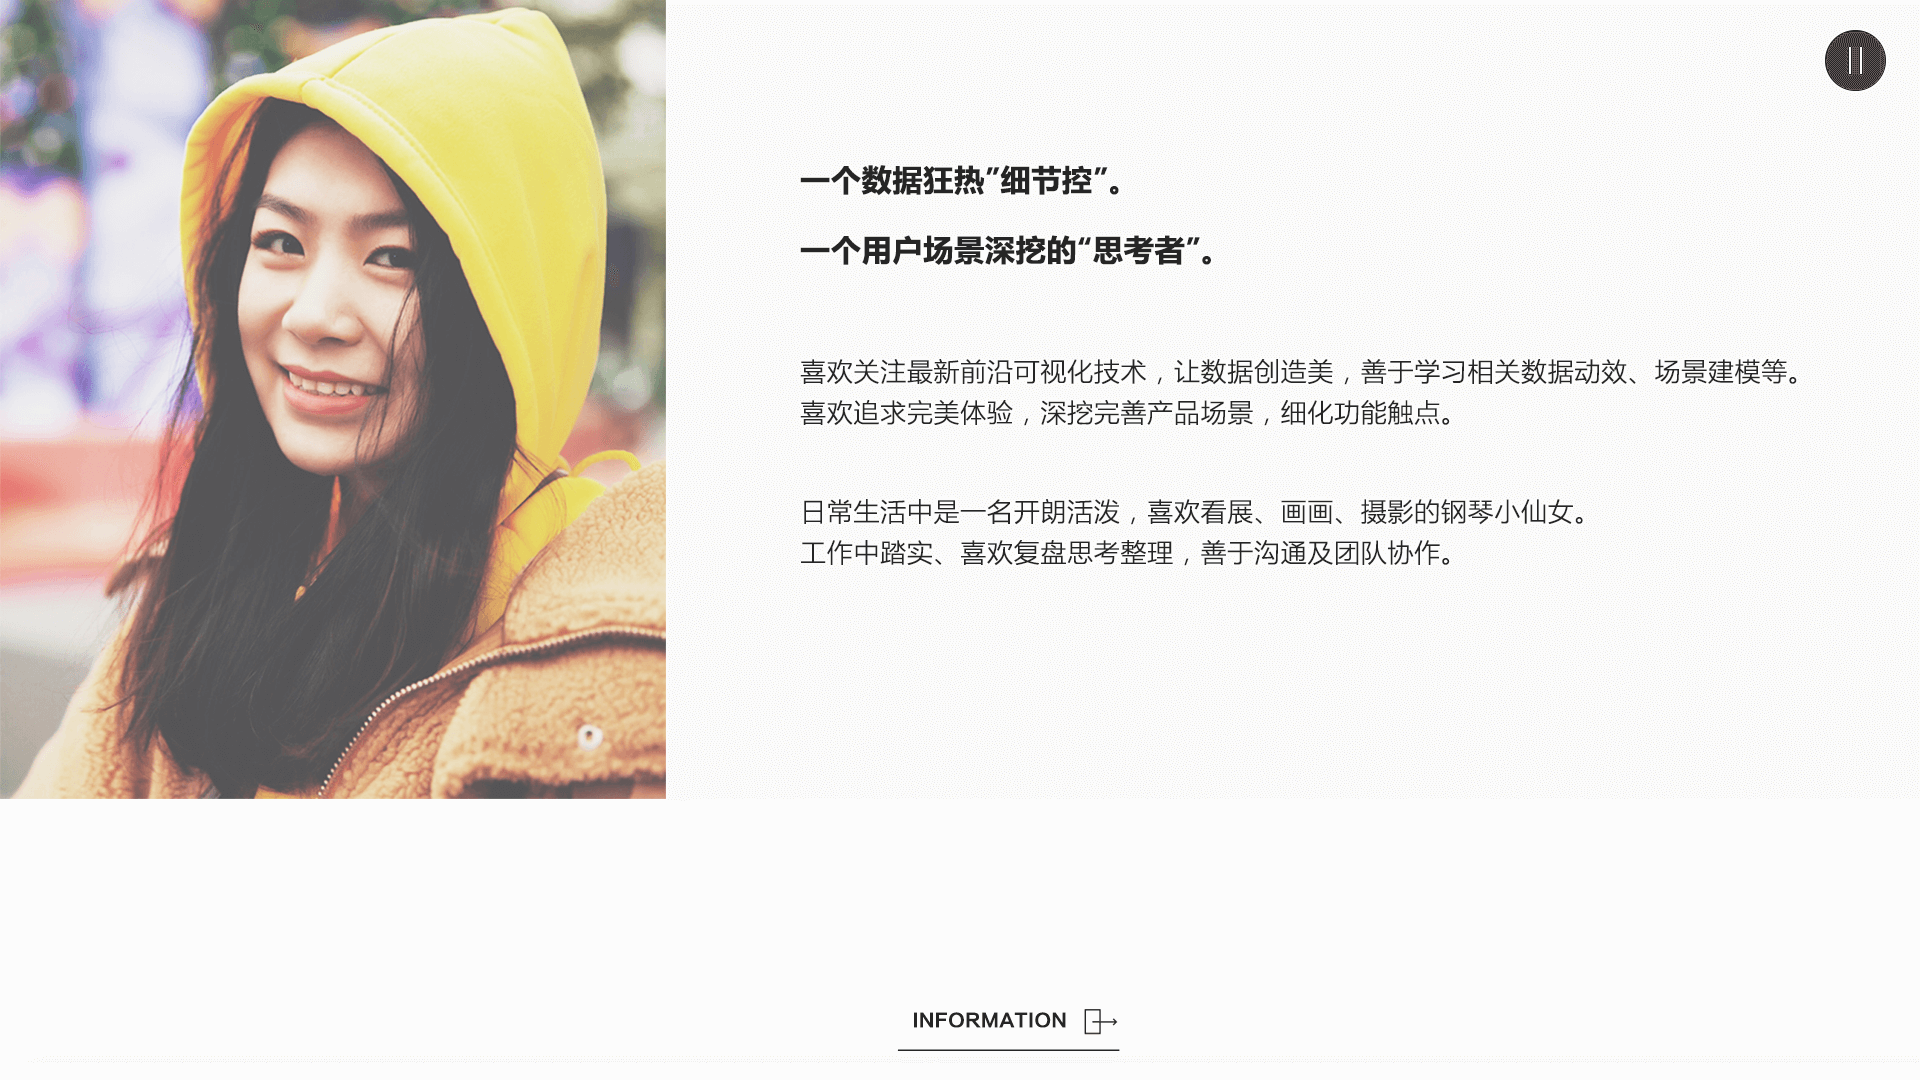 一个数据狂热”细节控”。
一个用户场景深挖的“思考者”。
喜欢关注最新前沿可视化技术，让数据创造美，善于学习相关数据动效、场景建模等。
喜欢追求完美体验，深挖完善产品场景，细化功能触点。
日常生活中是一名开朗活泼，喜欢看展、画画、摄影的钢琴小仙女。
工作中踏实、喜欢复盘思考整理，善于沟通及团队协作。
INFORMATION